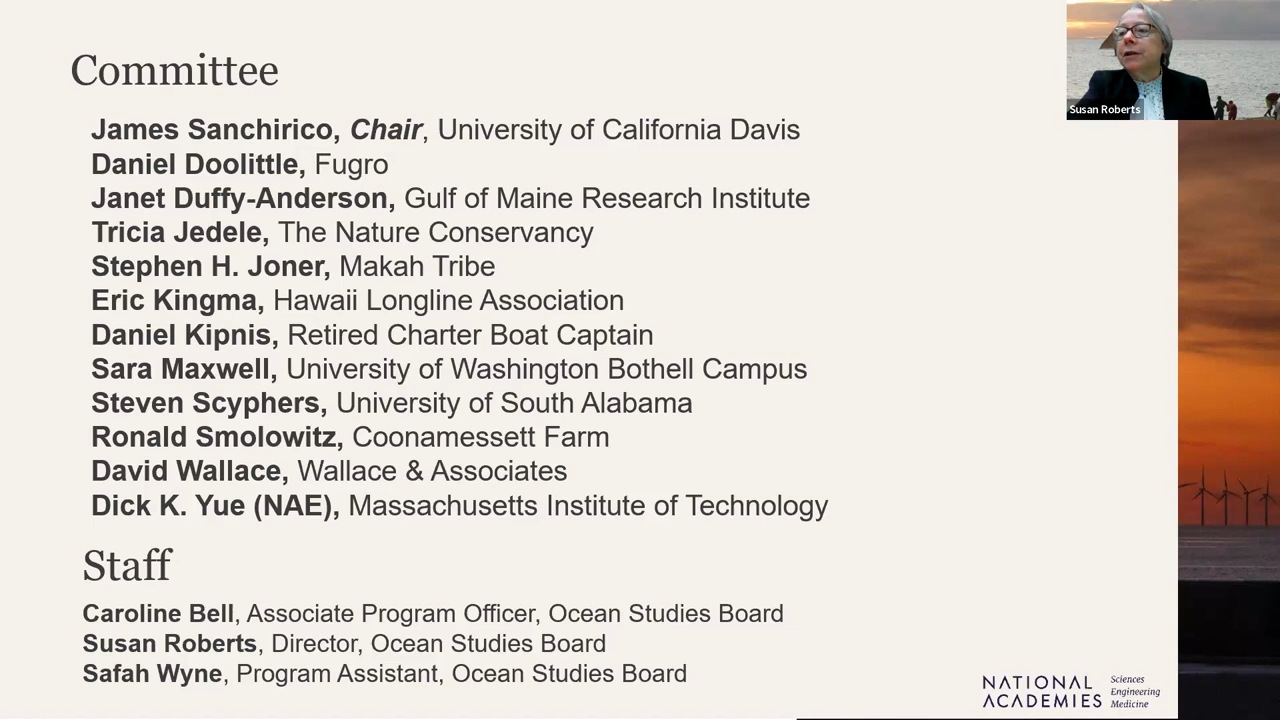 Committee
James Sanchirico, Chair, University of California Davis
Daniel Doolittle, Fugro
Janet Duffy-Anderson, Gulf of Maine Research Institute
Tricia Jedele, The Nature Conservancy
Stephen H. Joner, Makah Tribe
Eric Kingma, Hawaii Longline Association
Daniel Kipnis, Retired Charter Boat Captain
Sara Maxwell, University of Washington Bothell Campus
Steven Scyphers, University of South Alabama
Ronald Smolowitz, Coonamessett Farm
David Wallace, Wallace & Associates
Dick K. Yue (NAE), Massachusetts Institute of Technology
Staff
Caroline Bell, Associate Program Officer, Ocean Studies Board
Susan Roberts, Director, Ocean Studies Board
Safah Wyne, Program Assistant, Ocean Studies Board
Susan Roberts
NATIONAL
ACADEMIES
Sciences
Engineering
Medicine